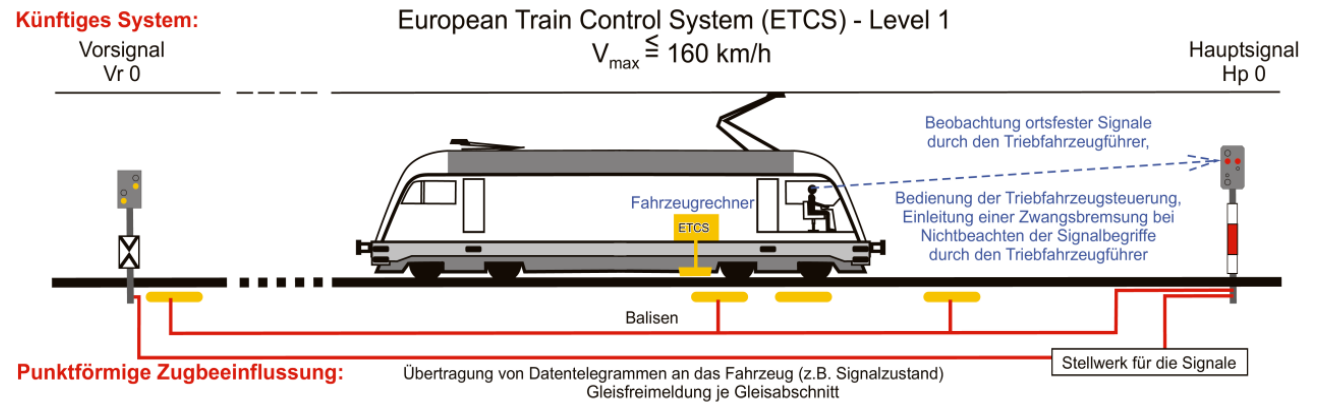 Künftiges System:
European Train Control System (ETCS) - Level 1
Vmax ≦ 160 km/h
Vorsignal
Vr 0
Hauptsignal
Hp 0
Beobachtung ortsfester Signale
durch den Triebfahrzeugführer,
Bedienung der Triebfahrzeugsteuerung,
Einleitung einer Zwangsbremsung bei
Nichtbeachten der Signalbegriffe
durch den Triebfahrzeugführer
Fahrzeugrechner
ETCS
Balisen
Stellwerk für die Signale
Punktförmige Zugbeeinflussung:
Übertragung von Datentelegrammen an das Fahrzeug (z.B. Signalzustand)
Gleisfreimeldung je Gleisabschnitt